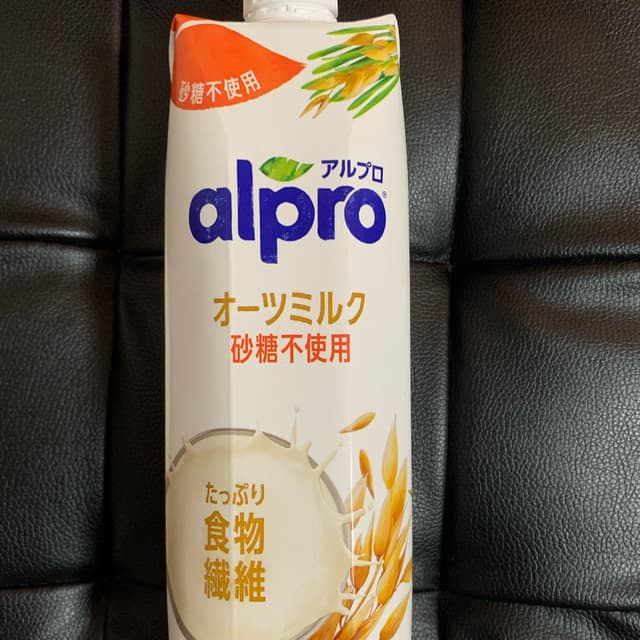 砂糖不使用
アルプロ
alpro®
オーツミルク
砂糖不使用
たっぷり
食物
繊維